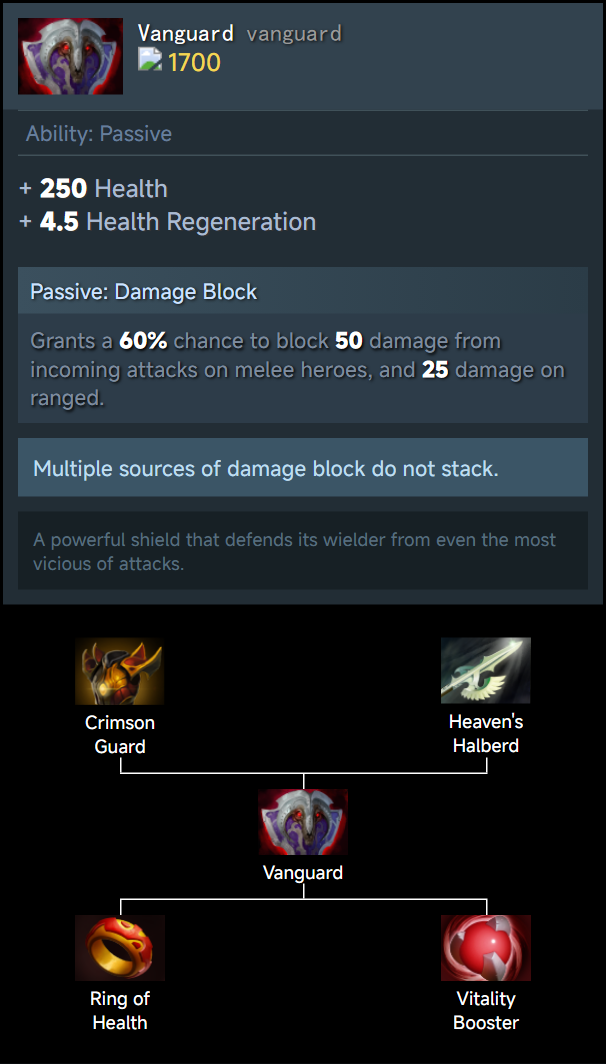 Vanguard vanguard
1700
Ability: Passive
+ 250 Health
+ 4.5 Health Regeneration
Passive: Damage Block
Grants a 60% chance to block 50 damage from
incoming attacks on melee heroes, and 25 damage on
ranged.
Multiple sources of damage block do not stack.
A powerful shield that defends its wielder from even the most
vicious of attacks.
Crimson
Guard
Heaven's
Halberd
Vanguard
Ring of
Health
Vitality
Booster